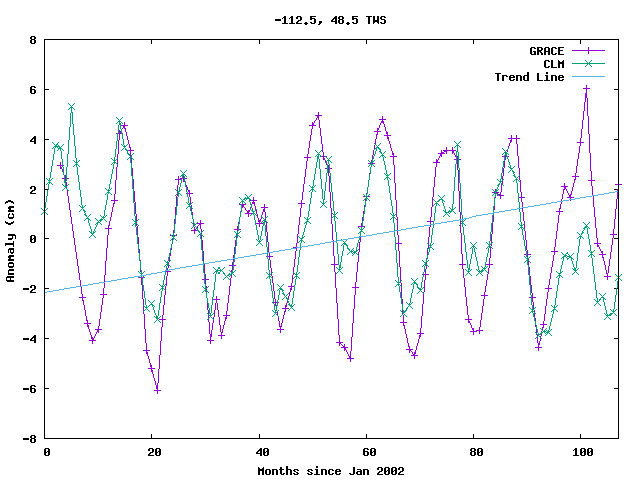 -112.5, 48.5 TWS
GRACE
CLM
Trend Line
8
6
4
2
0
-2
-4
-6
-8
Anomaly (cm)
0 20 40 60 80 100
Months since Jan 2002